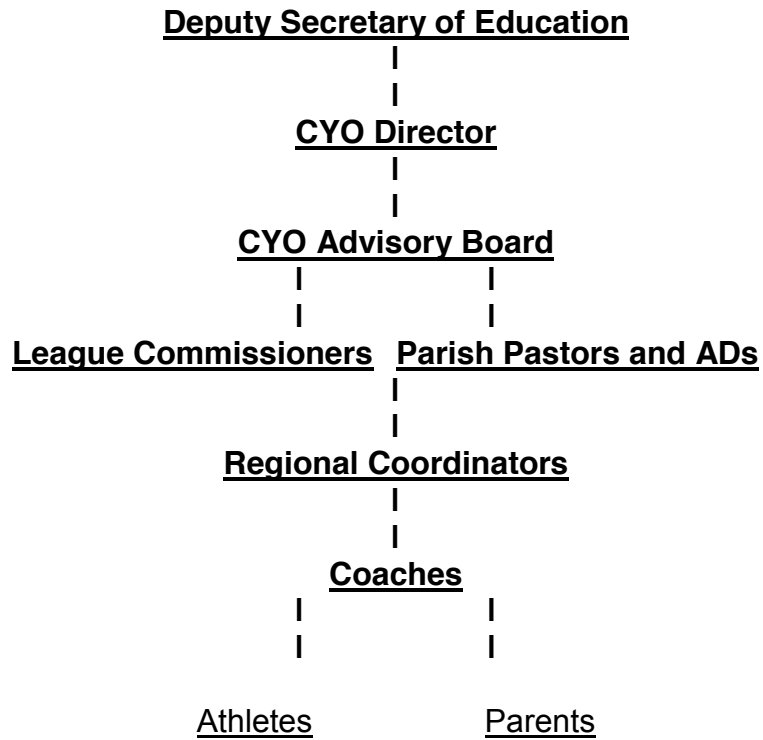 Deputy Secretary of Education
CYO Director
CYO Advisory Board
League Commissioners Parish Pastors and ADs
Regional Coordinators
Coaches
Athletes Parents